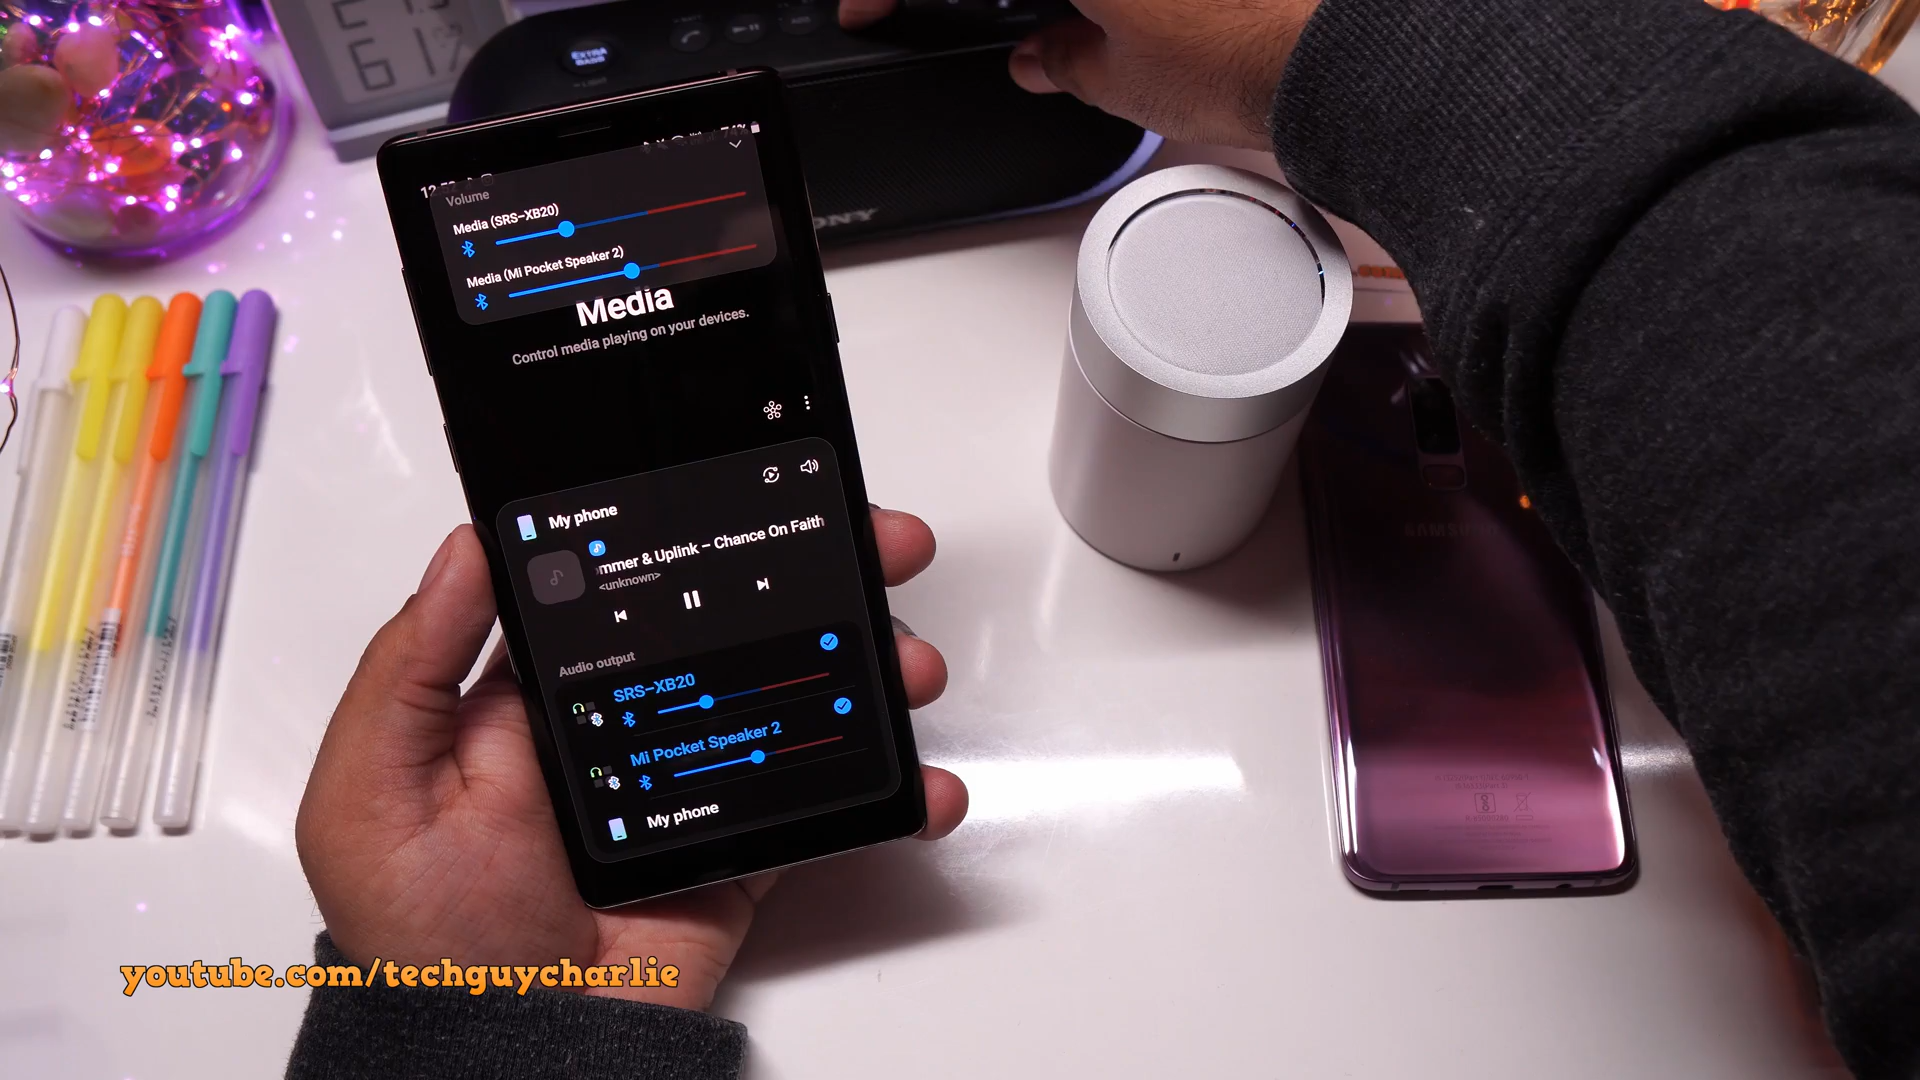 EXTRA
BASS
74%
Volume
Media (SRS-XB20)
Media (Mi Pocket Speaker 2)
Media
Control media playing on your devices.
My phone
mmer & Uplink – Chance On Faith
<unknown>
Audio output
SRS-XB20
Mi Pocket Speaker 2
My phone
SAMSUNG
youtube.com/techguycharlie